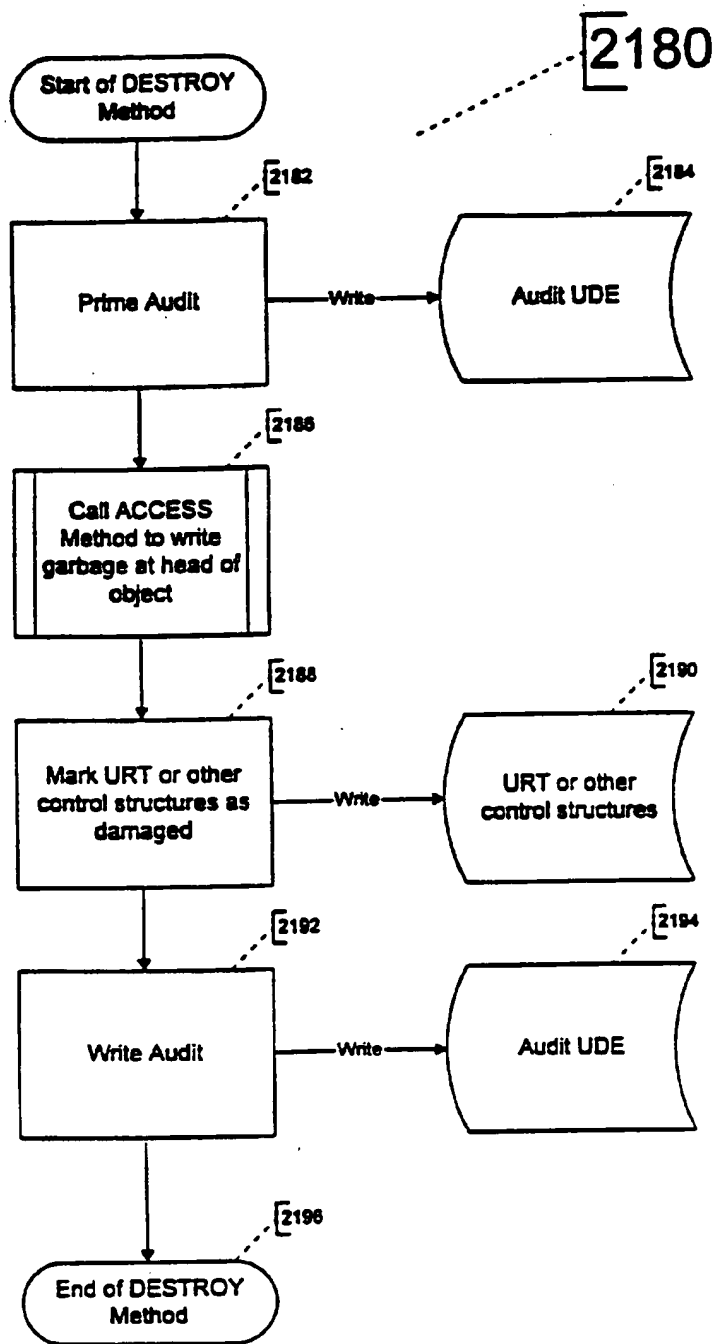 2180
Start of DESTROY
Method
2182
2184
Prime Audit
Write
Audit UDE
2186
Call ACCESS
Method to write
garbage at head of
object
2188
2190
Mark URT or other
control structures as
damaged
Write
URT or other
control structures
2192
2194
Write Audit
Write
Audit UDE
2196
End of DESTROY
Method